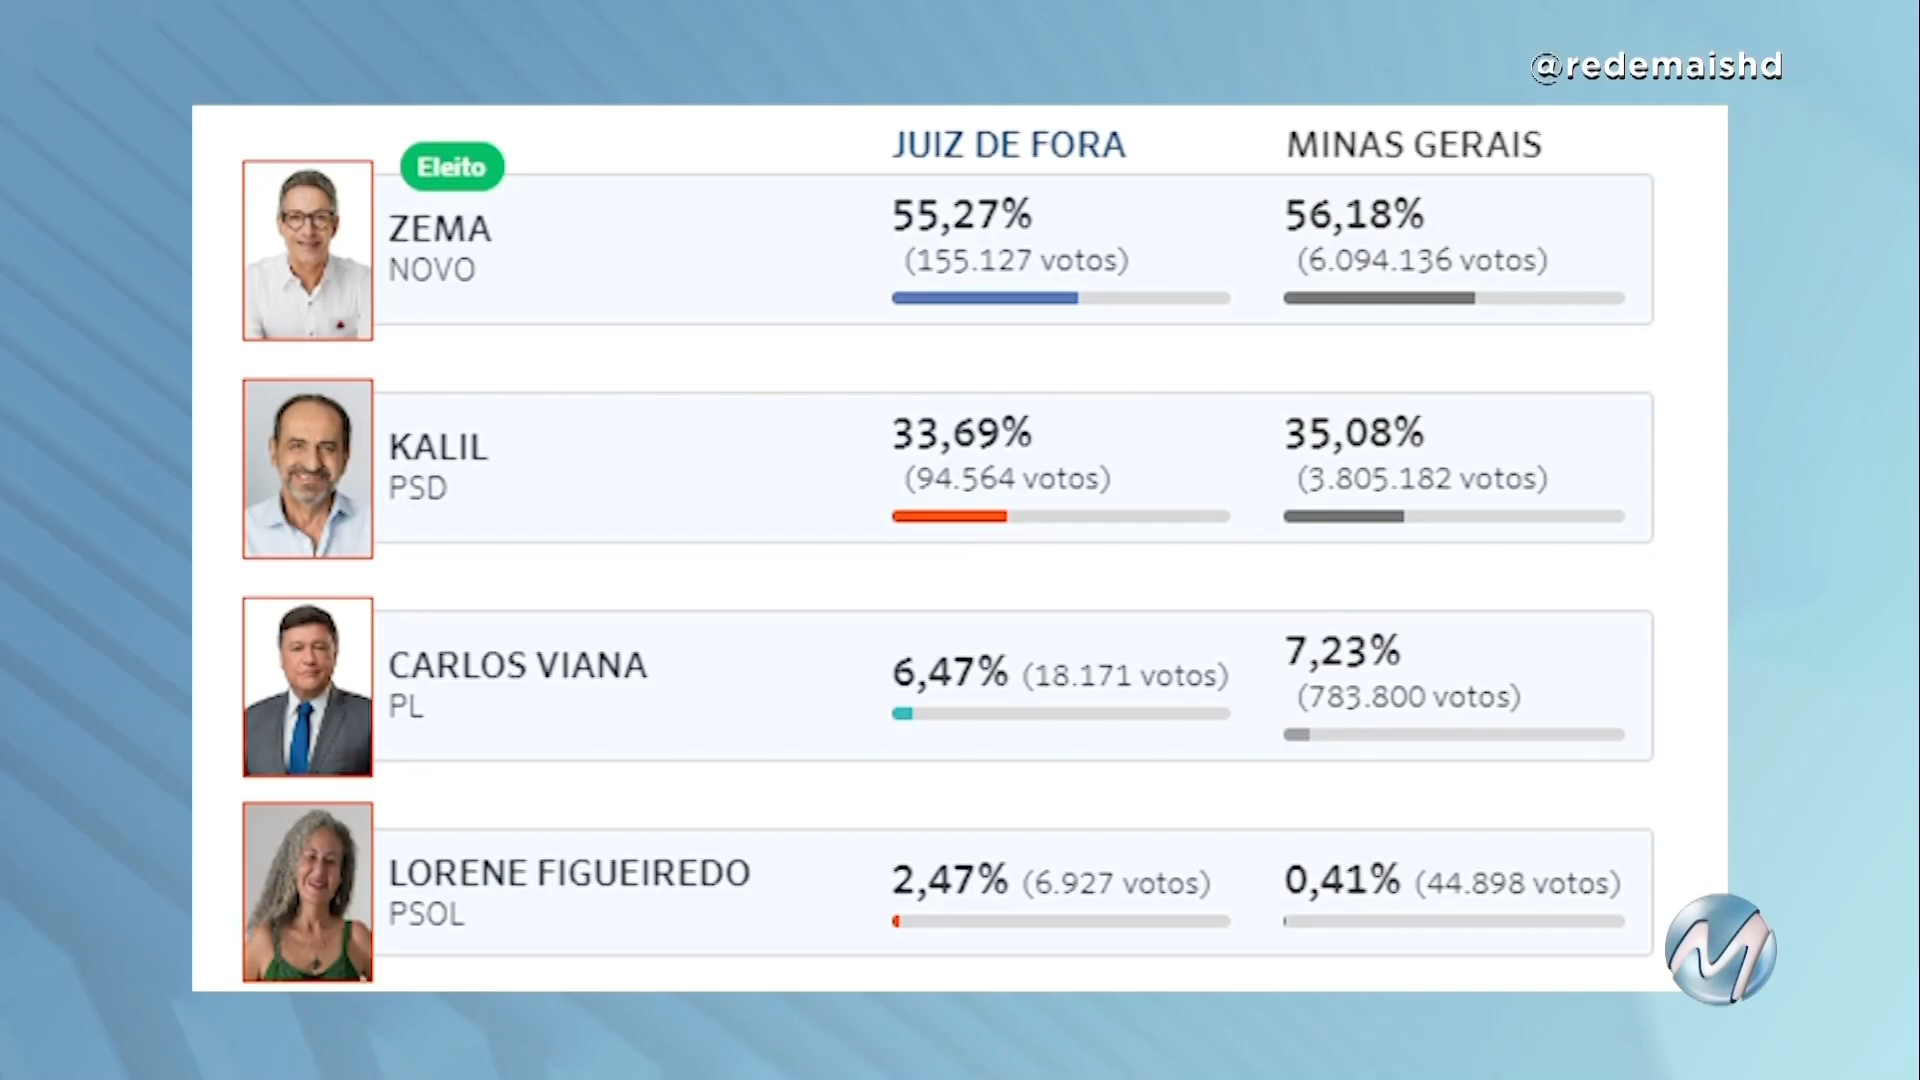 @redemaishd
JUIZ DE FORA MINAS GERAIS
Eleito
ZEMA
NOVO
55,27%
(155.127 votos)
56,18%
(6.094.136 votos)
KALIL
PSD
33,69%
(94.564 votos)
35,08%
(3.805.182 votos)
CARLOS VIANA
PL
6,47% (18.171 votos)
7,23%
(783.800 votos)
LORENE FIGUEIREDO
PSOL
2,47% (6.927 votos)
0,41% (44.898 votos)
M